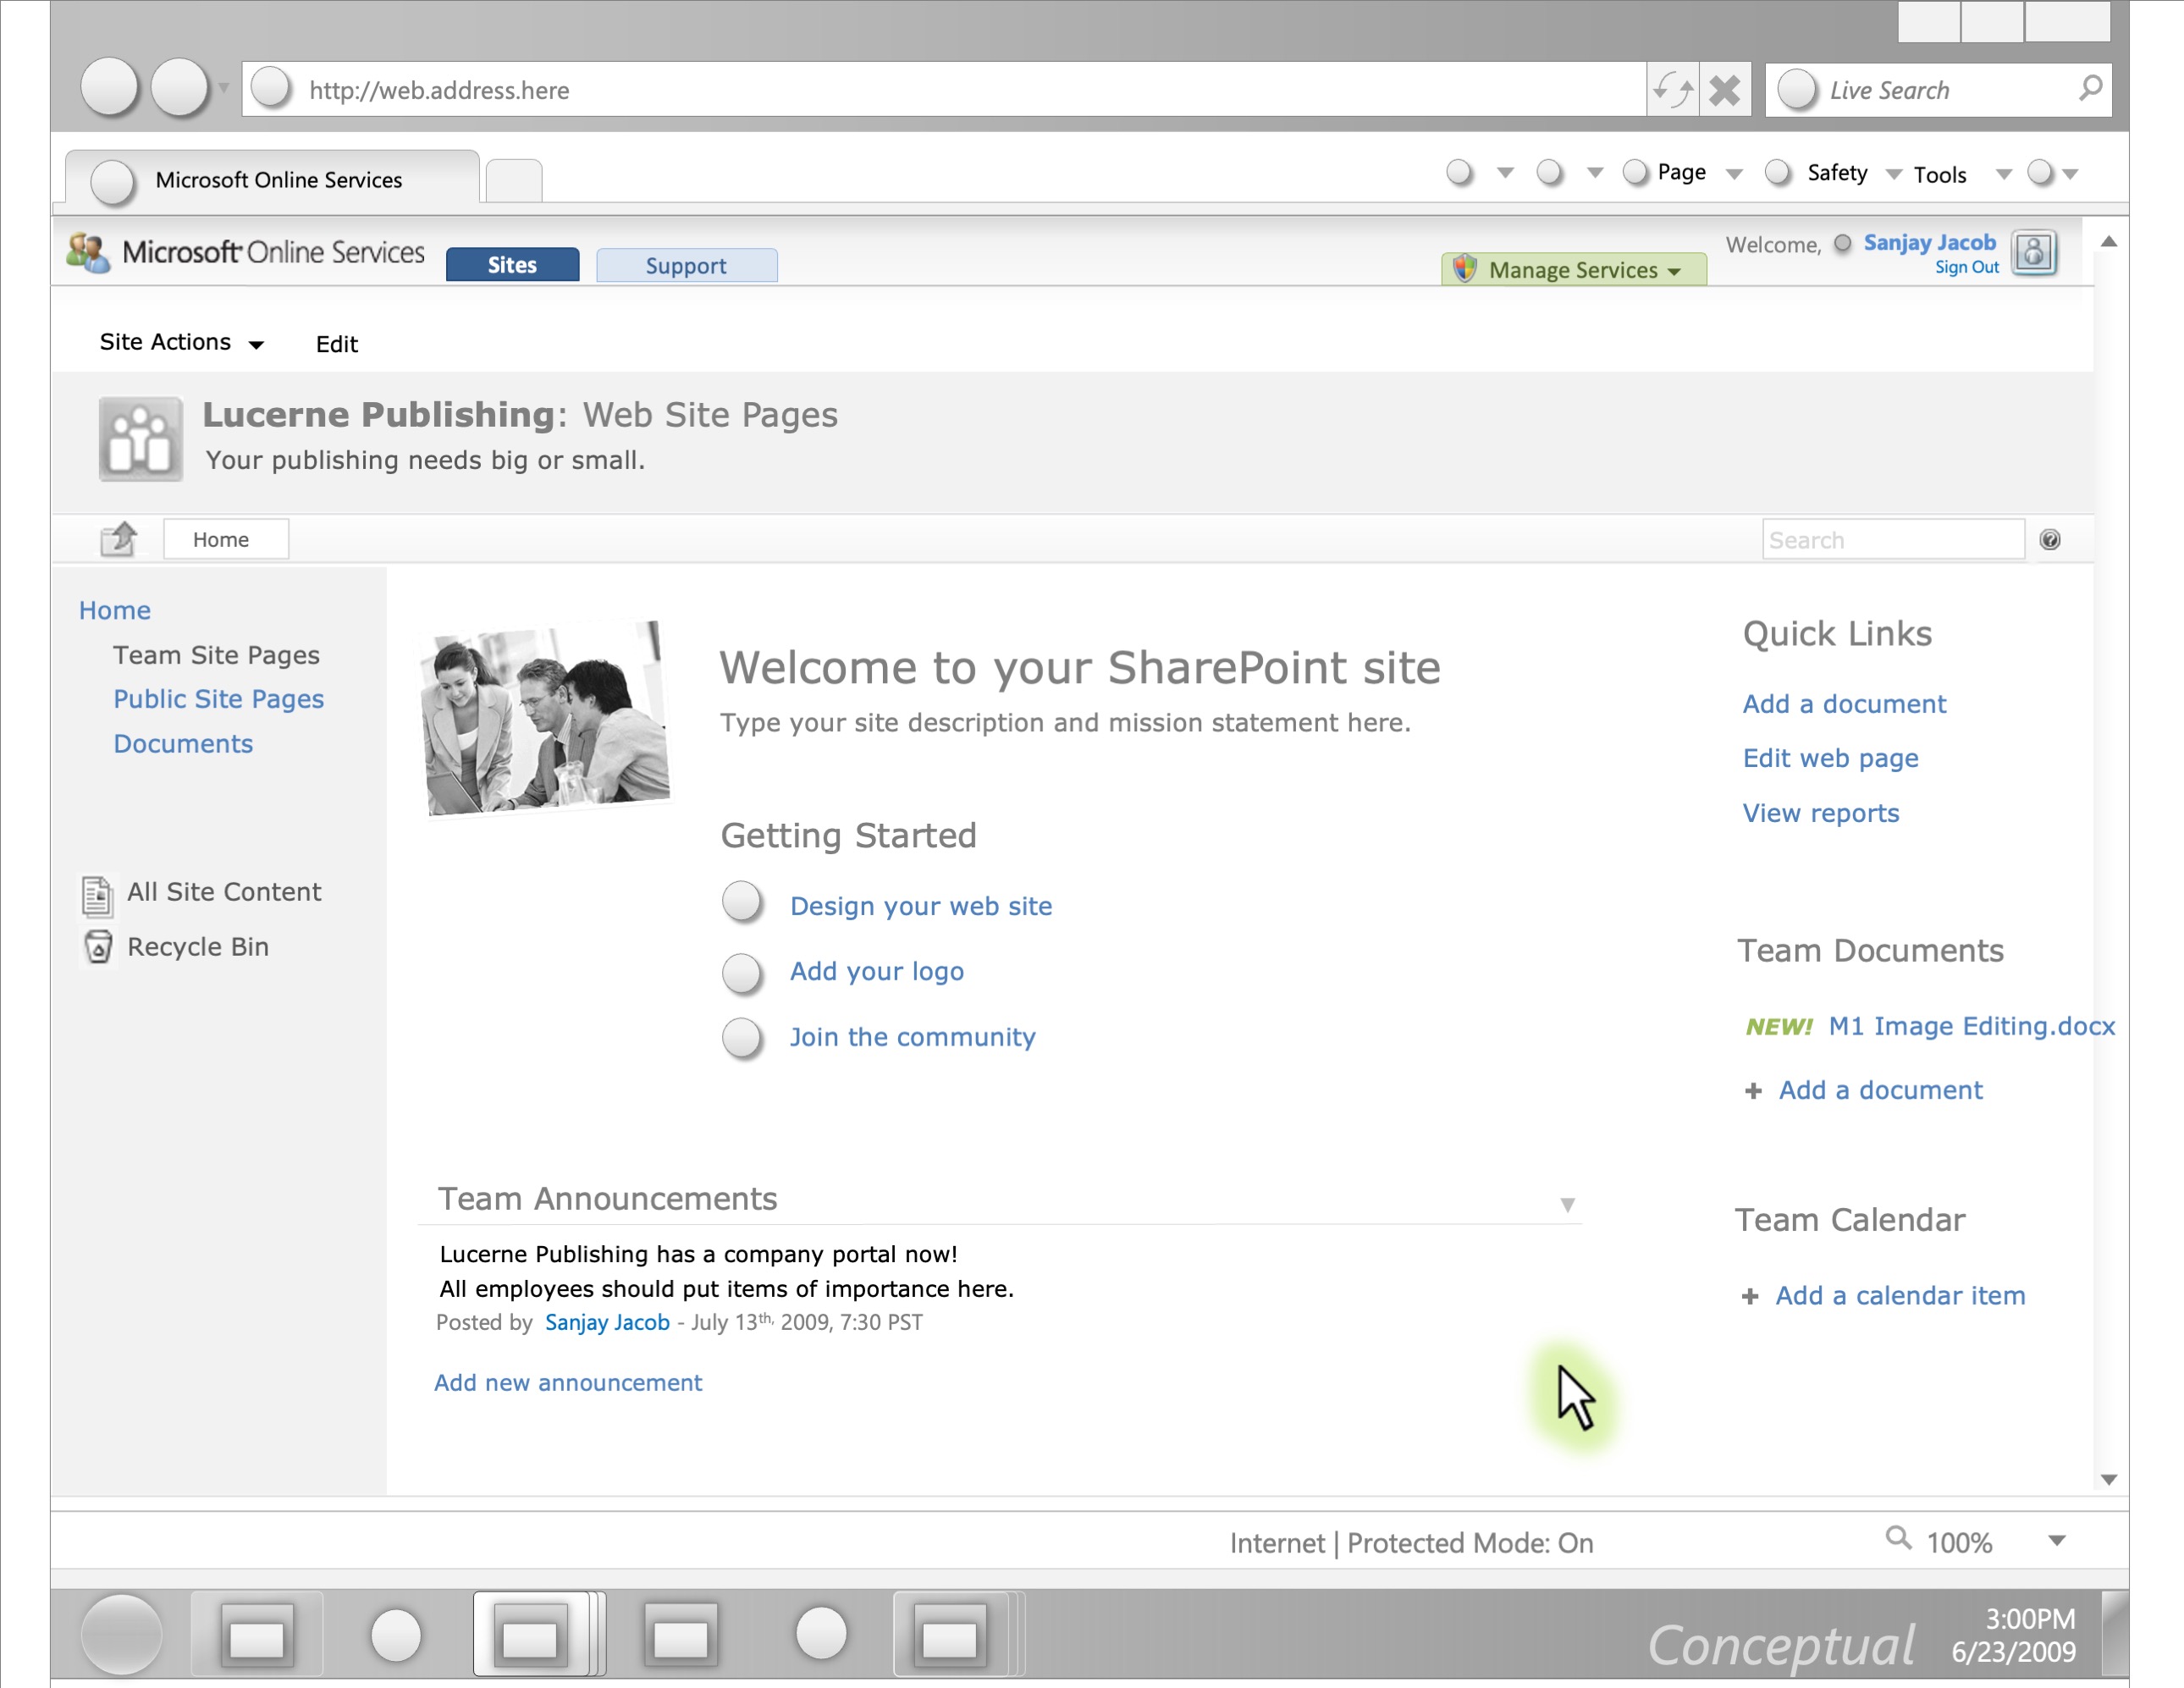 http://web.address.here
Live Search
Microsoft Online Services
Page
Safety
Tools
Microsoft Online Services
Sites
Support
Manage Services
Welcome, Sanjay Jacob
Sign Out
Site Actions
Edit
Lucerne Publishing: Web Site Pages
Your publishing needs big or small.
Home
Search
Home
Team Site Pages
Public Site Pages
Documents
All Site Content
Recycle Bin
Welcome to your SharePoint site
Type your site description and mission statement here.
Getting Started
Design your web site
Add your logo
Join the community
Team Announcements
Lucerne Publishing has a company portal now!
All employees should put items of importance here.
Posted by Sanjay Jacob - July 13th, 2009, 7:30 PST
Add new announcement
Quick Links
Add a document
Edit web page
View reports
Team Documents
NEW! M1 Image Editing.docx
+ Add a document
Team Calendar
+ Add a calendar item
Internet | Protected Mode: On
100%
Conceptual
3:00PM
6/23/2009